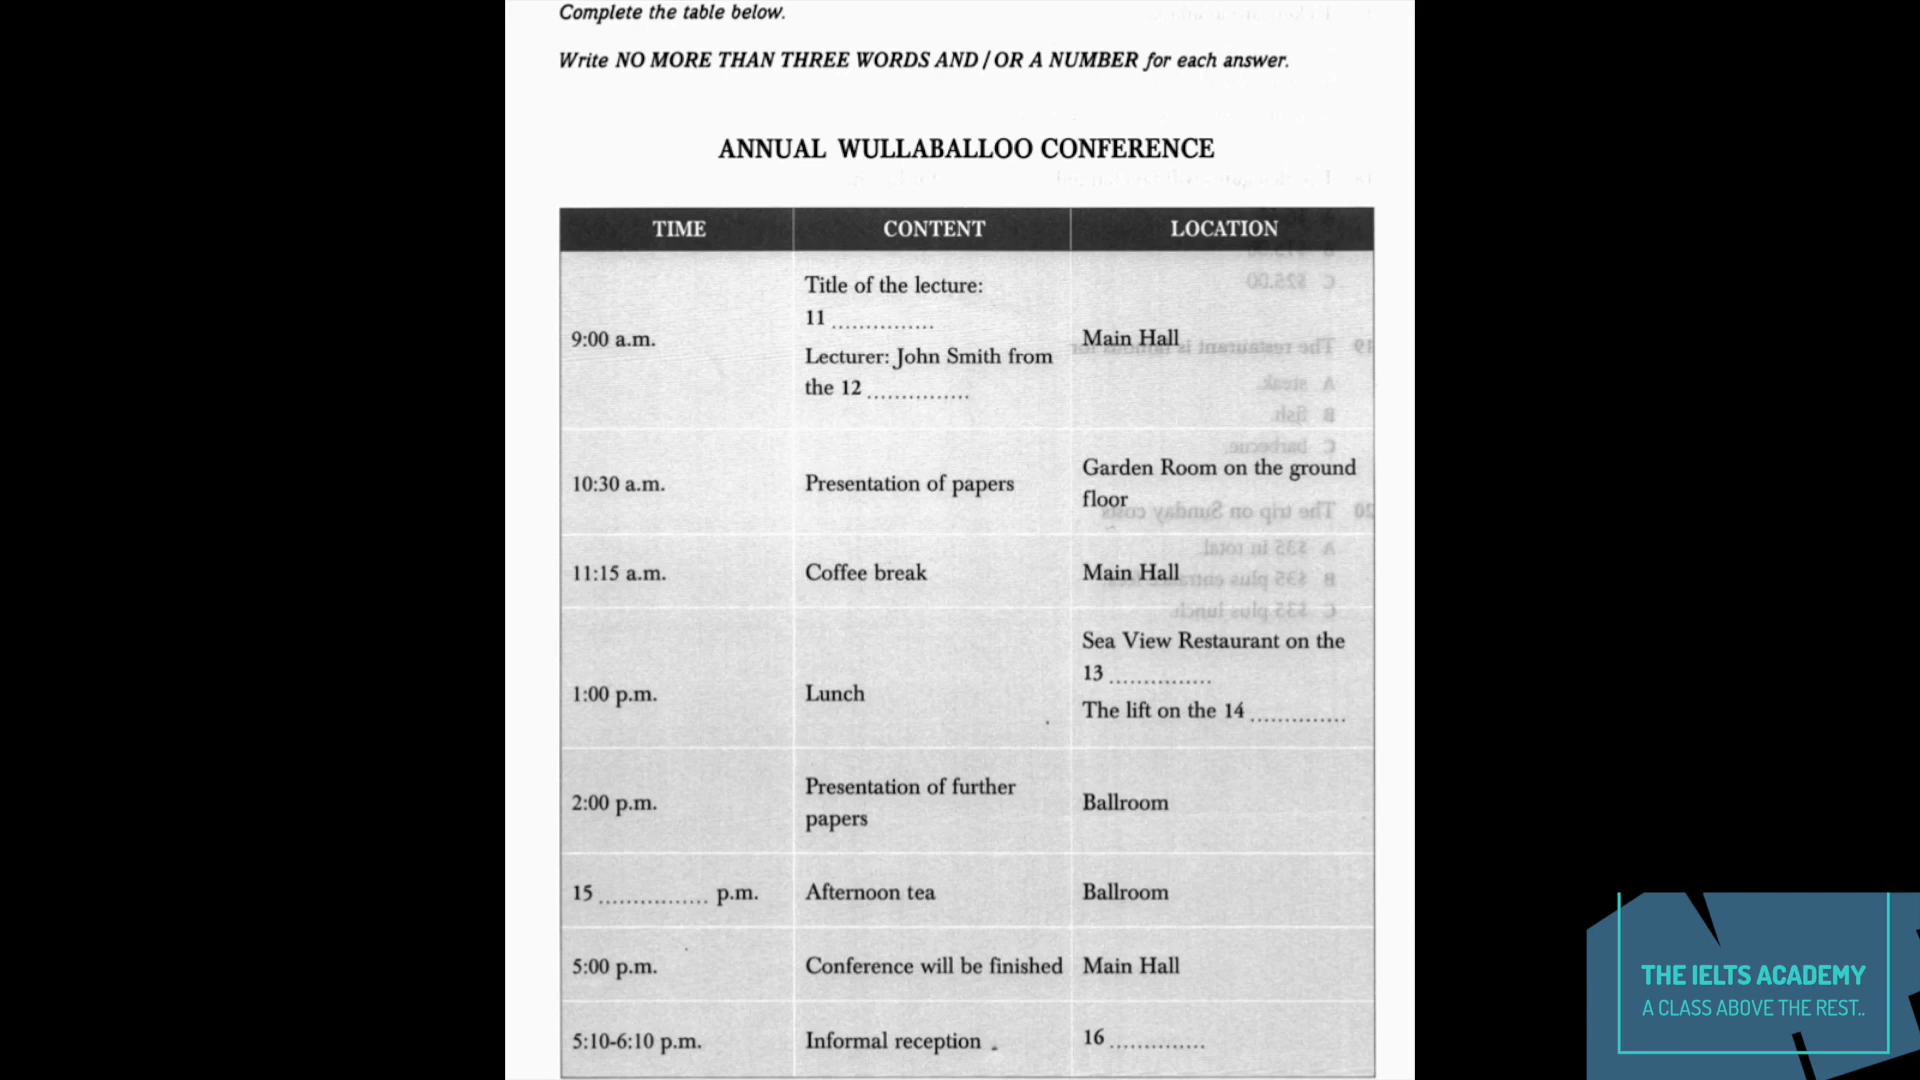 Complete the table below.
Write NO MORE THAN THREE WORDS AND / OR A NUMBER for each answer.
ANNUAL WULLABALLOO CONFERENCE
TIME CONTENT LOCATION
9:00 a.m.
Title of the lecture:
11 ...............
Lecturer: John Smith from
the 12 ...............
Main Hall
10:30 a.m.
Presentation of papers
Garden Room on the ground
floor
11:15 a.m.
Coffee break
Main Hall
1:00 p.m.
Lunch
Sea View Restaurant on the
13 ...............
The lift on the 14 ..............
2:00 p.m.
Presentation of further
papers
Ballroom
15 ................ p.m.
Afternoon tea
Ballroom
5:00 p.m.
Conference will be finished
Main Hall
5:10-6:10 p.m.
Informal reception
16 ..............
THE IELTS ACADEMY
A CLASS ABOVE THE REST..